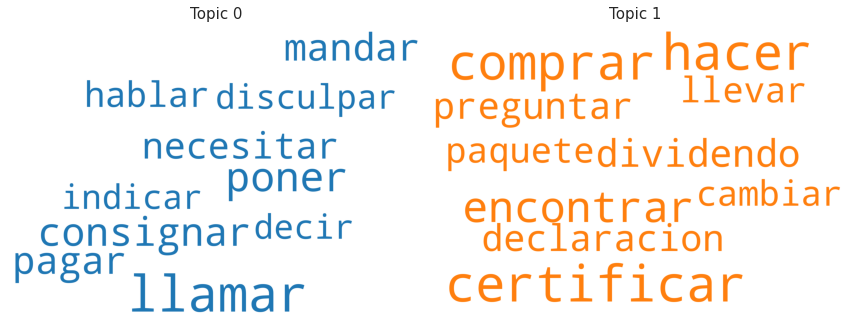 Topic 0
mandar
hablar disculpar
necesitar
poner
indicar
consignar decir
pagar
llamar
Topic 1
comprar hacer
llevar
preguntar
paquete dividendo
cambiar
encontrar
declaracion
certificar